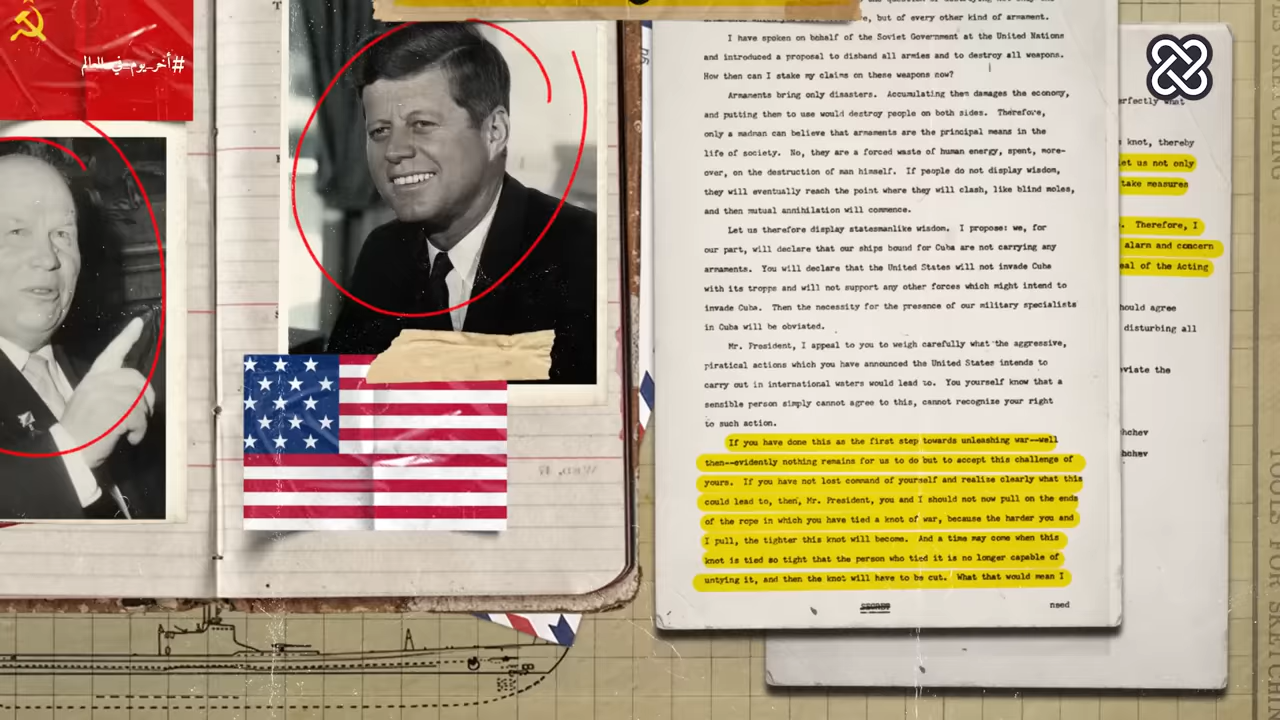 #آخر_يوم_في_العالم
, but of every other kind of armament.
I have spoken on behalf of the Soviet Government at the United Nations
and introduced a proposal to disband all armies and to destroy all weapons.
How then can I stake my claims on these weapons now?
Armaments bring only disasters. Accumulating them damages the economy,
and putting them to use would destroy people on both sides. Therefore,
only a madman can believe that armaments are the principal means in the
life of society. No, they are a forced waste of human energy, spent, more-
over, on the destruction of man himself. If people do not display wisdom,
they will eventually reach the point where they will clash, like blind moles,
and then mutual annihilation will commence.
Let us therefore display statesmanlike wisdom. I propose: we, for
our part, will declare that our ships bound for Cuba are not carrying any
armaments. You will declare that the United States will not invade Cuba
with its troops and will not support any other forces which might intend to
invade Cuba. Then the necessity for the presence of our military specialists
in Cuba will be obviated.
Mr. President, I appeal to you to weigh carefully what the aggressive,
piratical actions which you have announced the United States intends to
carry out in international waters would lead to. You yourself know that a
sensible person simply cannot agree to this, cannot recognize your right
to such action.
If you have done this as the first step towards unleashing war--well
then--evidently nothing remains for us to do but to accept this challenge of
yours. If you have not lost command of yourself and realize clearly what this
could lead to, then, Mr. President, you and I should not now pull on the ends
of the rope in which you have tied a knot of war, because the harder you and
I pull, the tighter this knot will become. And a time may come when this
knot is tied so tight that the person who tied it is no longer capable of
untying it, and then the knot will have to be cut. What that would mean I
SECRET
need
what
knot, thereby
let us not only
take measures
. Therefore, I
alarm and concern
of the Acting
should agree
disturbing all
the